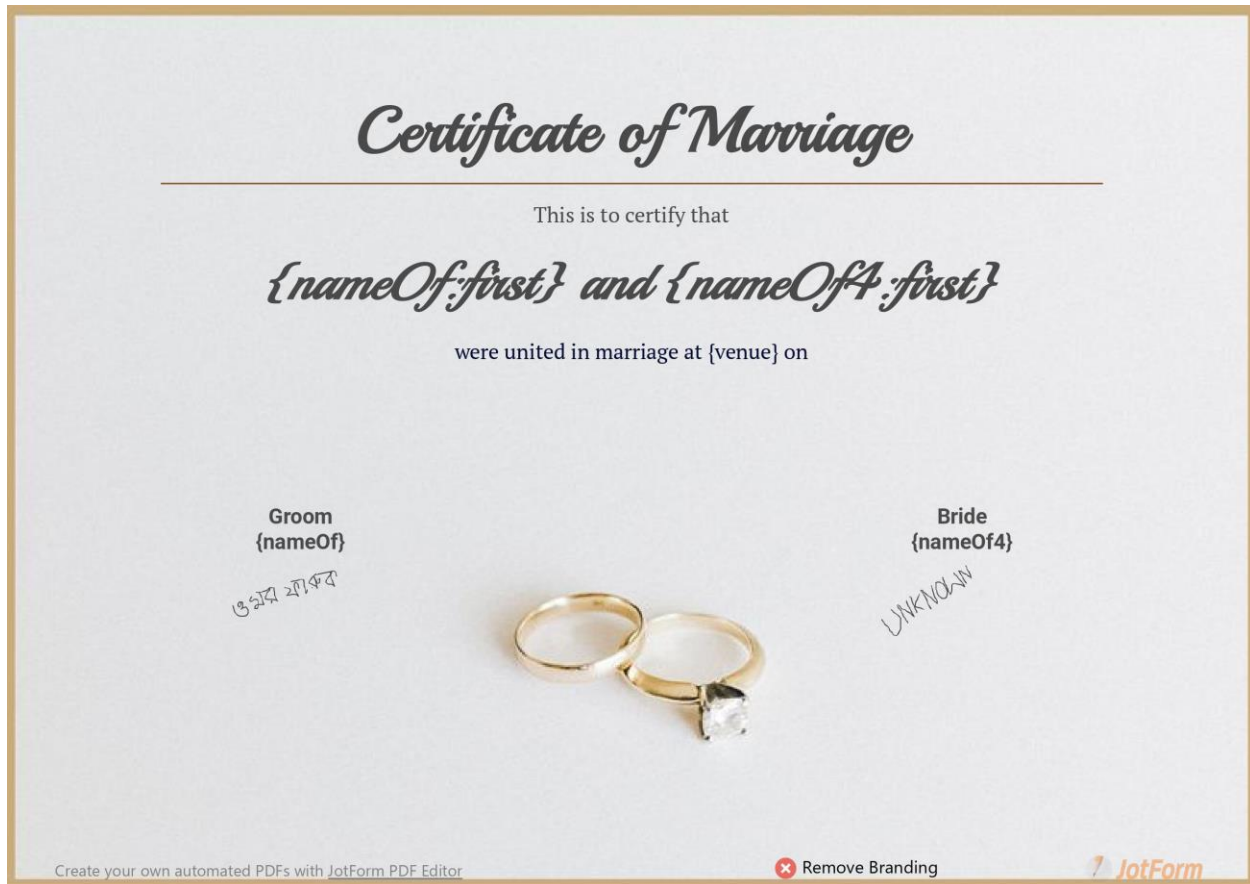 Certificate of Marriage
This is to certify that
{nameOf:first} and {nameOf4:first}
were united in marriage at {venue} on
Groom
{nameOf}
ওমর ফারুক
Bride
{nameOf4}
UNKNOWN
Create your own automated PDFs with JotForm PDF Editor
Remove Branding
JotForm